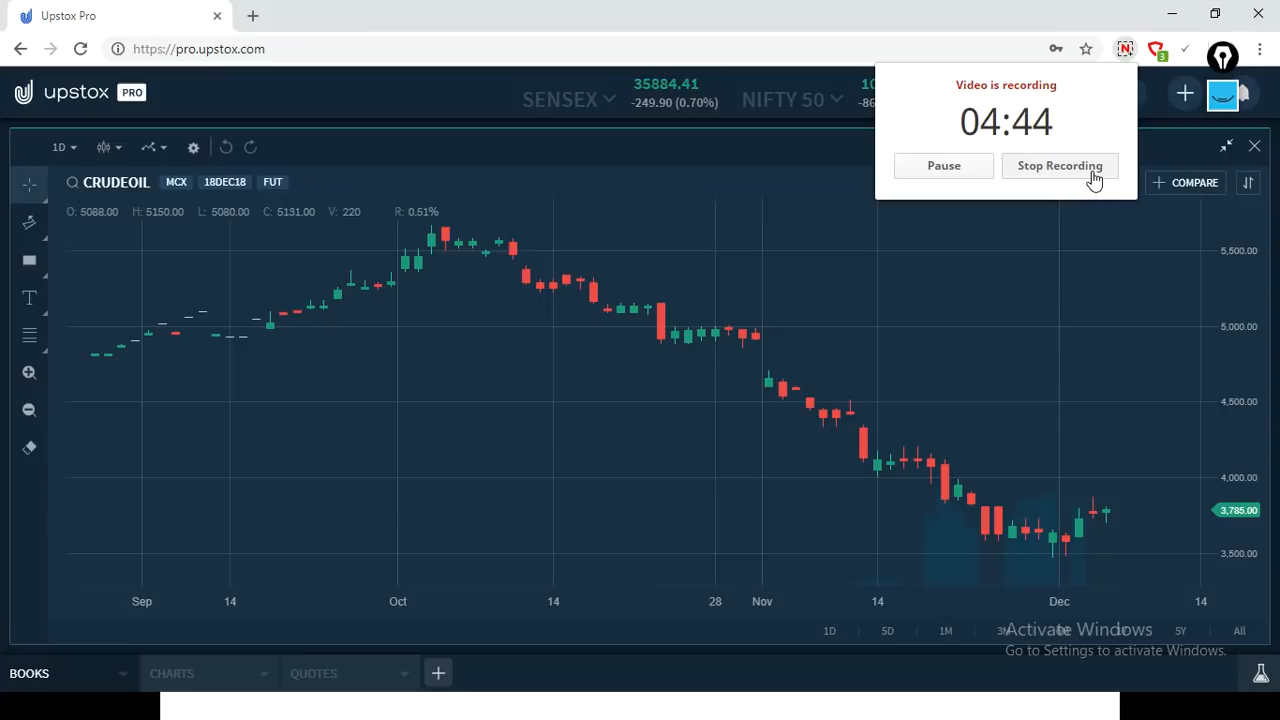 Upstox Pro
https://pro.upstox.com
3
Video is recording
04:44
Pause
Stop Recording
upstox PRO
SENSEX
35884.41
-249.90 (0.70%)
NIFTY 50
10
-86
1D
CRUDEOIL MCX 18DEC18 FUT
COMPARE
O: 5088.00 H: 5150.00 L: 5080.00 C: 5131.00 V: 220 R: 0.51%
5,500.00
5,000.00
4,500.00
4,000.00
3,785.00
3,500.00
Sep 14 Oct 14 28 Nov 14 Dec 14
1D 5D 1M 5Y All
Activate Windows
Go to Settings to activate Windows.
BOOKS CHARTS QUOTES